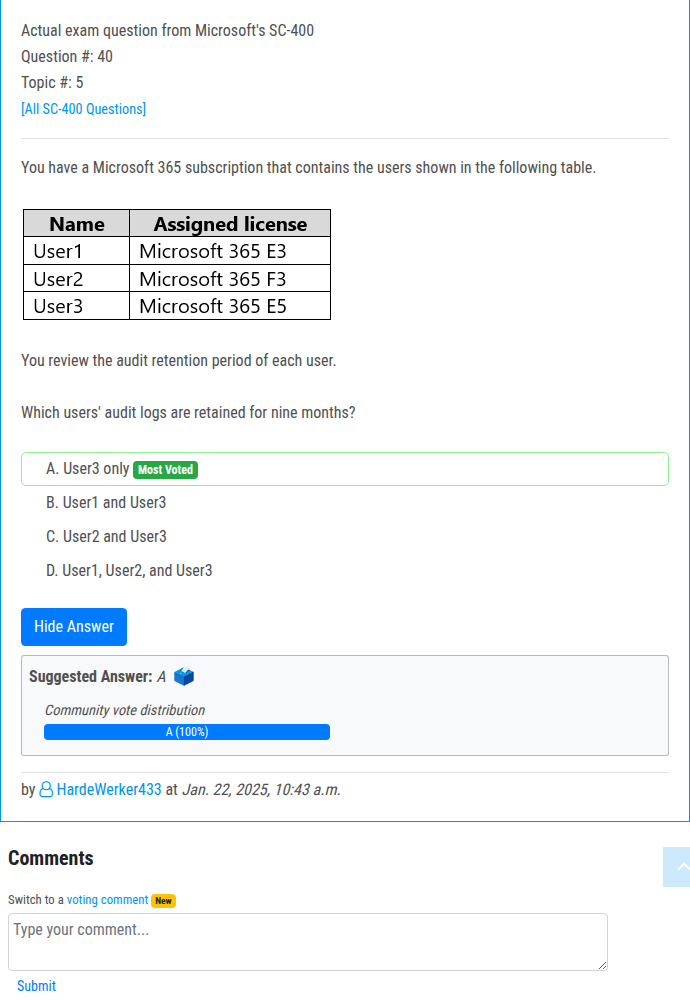 Actual exam question from Microsoft's SC-400
Question #: 40
Topic #: 5
[All SC-400 Questions]
You have a Microsoft 365 subscription that contains the users shown in the following table.
Name Assigned license
User1 Microsoft 365 E3
User2 Microsoft 365 F3
User3 Microsoft 365 E5
You review the audit retention period of each user.
Which users' audit logs are retained for nine months?
A. User3 only Most Voted
B. User1 and User3
C. User2 and User3
D. User1, User2, and User3
Hide Answer
Suggested Answer: A
Community vote distribution
A (100%)
by HardeWerker433 at Jan. 22, 2025, 10:43 a.m.
Comments
Switch to a voting comment New
Type your comment...
Submit